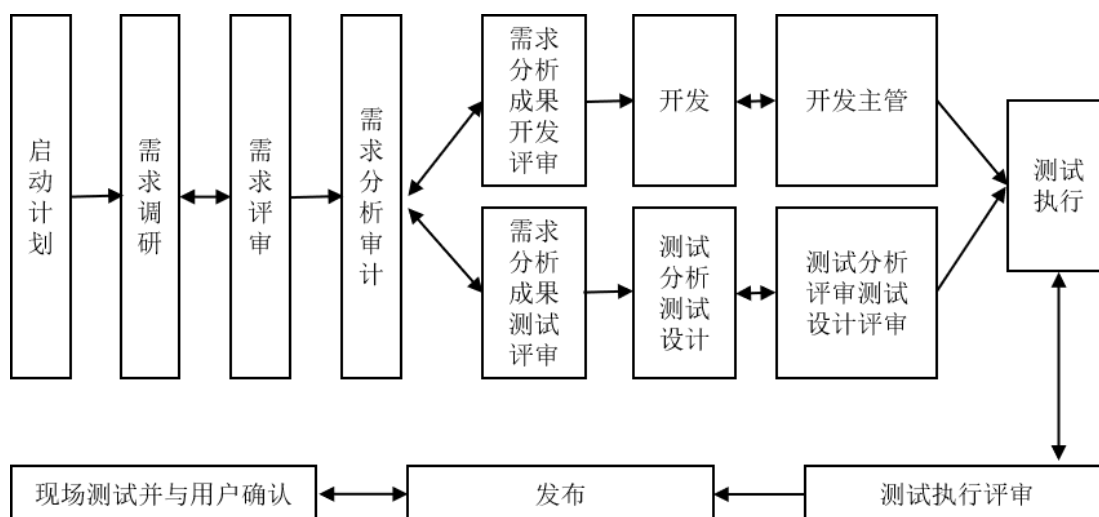 启
动
计
划
需
求
调
研
需
求
评
审
需
求
分
析
审
计
需求
分析
成果
开发
评审
开发
开发主管
需求
分析
成果
测试
评审
测试
分析
测试
设计
测试分析
评审测试
设计评审
测试
执行
现场测试并与用户确认
发布
测试执行评审